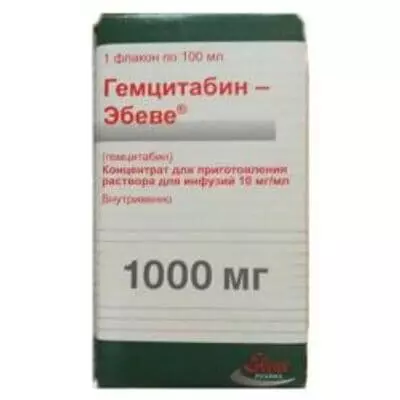 1 флакон по 100 мл
Гемцитабин –
Эбеве®
(гемцитабин)
Концентрат для приготовления
раствора для инфузий 10 мг/мл
Внутривенно
1000 мг
PHARMA